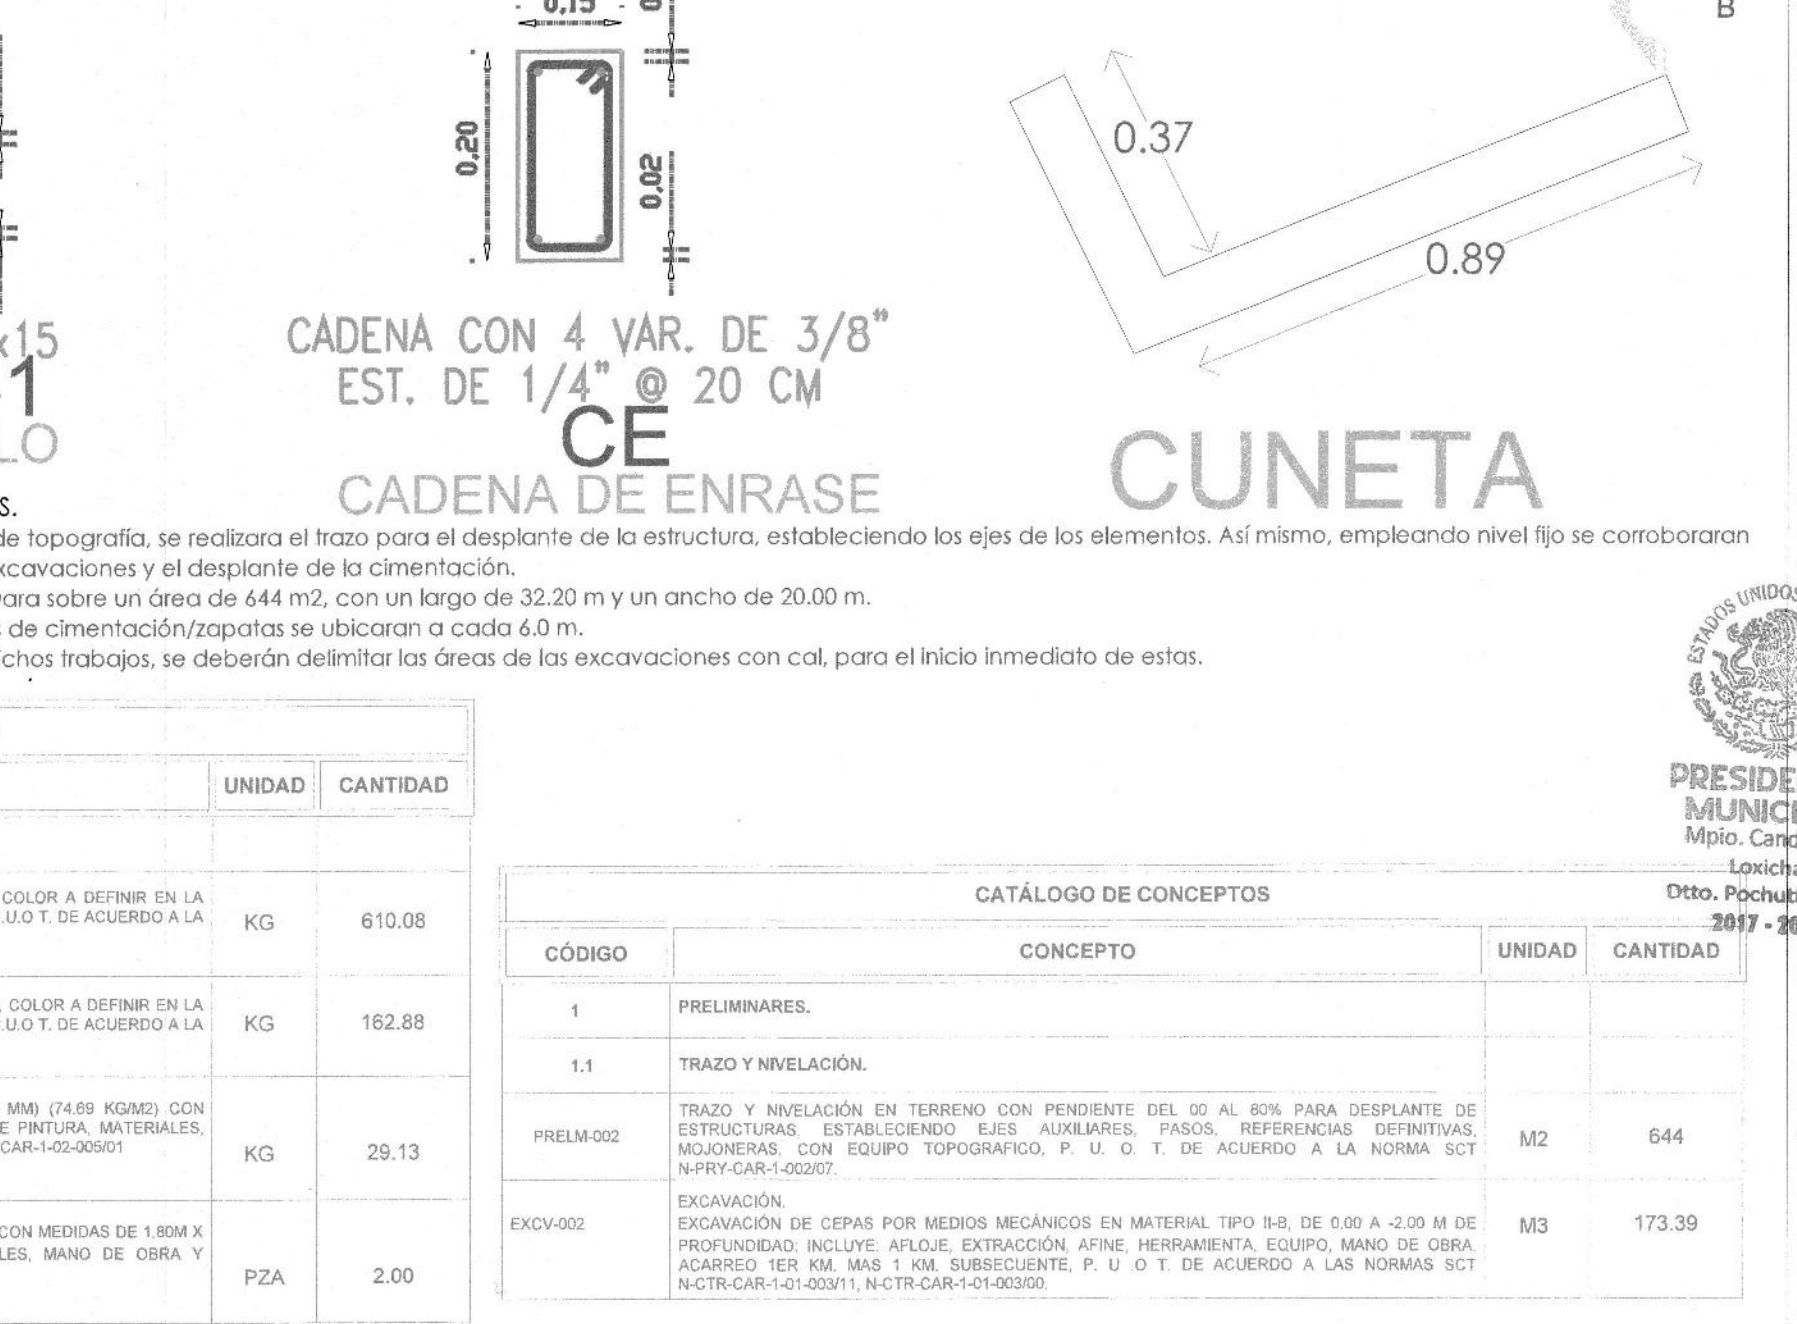 0,15
B
0,20
0,02
0.37
0.89
x15
1
LO
CADENA CON 4 VAR. DE 3/8"
EST. DE 1/4" @ 20 CM
CE
CADENA DE ENRASE
CUNETA
S.
de topografía, se realizara el trazo para el desplante de la estructura, estableciendo los ejes de los elementos. Así mismo, empleando nivel fijo se corroboraran
xcavaciones y el desplante de la cimentación.
ara sobre un área de 644 m2, con un largo de 32.20 m y un ancho de 20.00 m.
de cimentación/zapatas se ubicaran a cada 6.0 m.
ichos trabajos, se deberán delimitar las áreas de las excavaciones con cal, para el inicio inmediato de estas.
ESTADOS UNIDOS
PRESIDE
MUNICI
Mpio. Cand
Loxicha
Dtto. Pochut
2017 - 20
UNIDAD CANTIDAD
COLOR A DEFINIR EN LA
.U.O T. DE ACUERDO A LA
KG 610.08
COLOR A DEFINIR EN LA
.U.O T. DE ACUERDO A LA
KG 162.88
MM) (74.69 KG/M2) CON
E PINTURA, MATERIALES,
CAR-1-02-005/01
KG 29.13
CON MEDIDAS DE 1.80M X
LES, MANO DE OBRA Y
PZA 2.00
CATÁLOGO DE CONCEPTOS
CÓDIGO CONCEPTO UNIDAD CANTIDAD
1 PRELIMINARES.
1.1 TRAZO Y NIVELACIÓN.
PRELM-002
TRAZO Y NIVELACIÓN EN TERRENO CON PENDIENTE DEL 00 AL 80% PARA DESPLANTE DE
ESTRUCTURAS, ESTABLECIENDO EJES AUXILIARES, PASOS, REFERENCIAS DEFINITIVAS,
MOJONERAS, CON EQUIPO TOPOGRAFICO, P. U. O. T. DE ACUERDO A LA NORMA SCT
N-PRY-CAR-1-002/07.
M2 644
EXCV-002
EXCAVACIÓN.
EXCAVACIÓN DE CEPAS POR MEDIOS MECÁNICOS EN MATERIAL TIPO II-B, DE 0.00 A -2.00 M DE
PROFUNDIDAD: INCLUYE: AFLOJE, EXTRACCIÓN, AFINE, HERRAMIENTA, EQUIPO, MANO DE OBRA.
ACARREO 1ER KM. MAS 1 KM. SUBSECUENTE, P. U .O T. DE ACUERDO A LAS NORMAS SCT
N-CTR-CAR-1-01-003/11, N-CTR-CAR-1-01-003/00.
M3 173.39